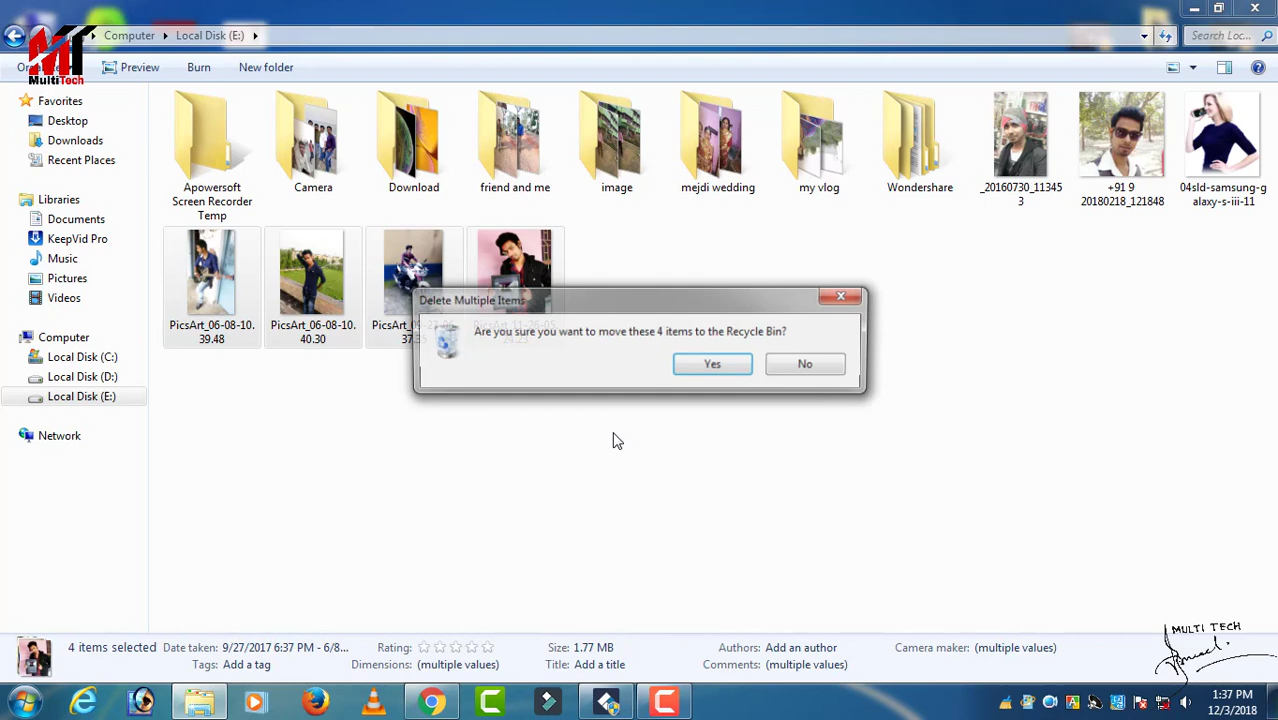 Computer
Local Disk (E:)
Search Loc...
MT
MultiTech
Preview
Burn
New folder
Favorites
Desktop
Downloads
Recent Places
Libraries
Documents
KeepVid Pro
Music
Pictures
Videos
Computer
Local Disk (C:)
Local Disk (D:)
Local Disk (E:)
Network
Apowersoft
Screen Recorder
Temp
Camera
Download
friend and me
image
mejdi wedding
my vlog
Wondershare
_20160730_11345
3
+91 9
20180218_121848
04sld-samsung-g
alaxy-s-iii-11
PicsArt_06-08-10.
39.48
PicsArt_06-08-10.
40.30
Delete Multiple Items
Are you sure you want to move these 4 items to the Recycle Bin?
Yes
No
4 items selected
Date taken: 9/27/2017 6:37 PM - 6/8...
Tags: Add a tag
Rating:
Dimensions: (multiple values)
Size: 1.77 MB
Title: Add a title
Authors: Add an author
Comments: (multiple values)
Camera maker: (multiple values)
MULTI TECH
1:37 PM
12/3/2018